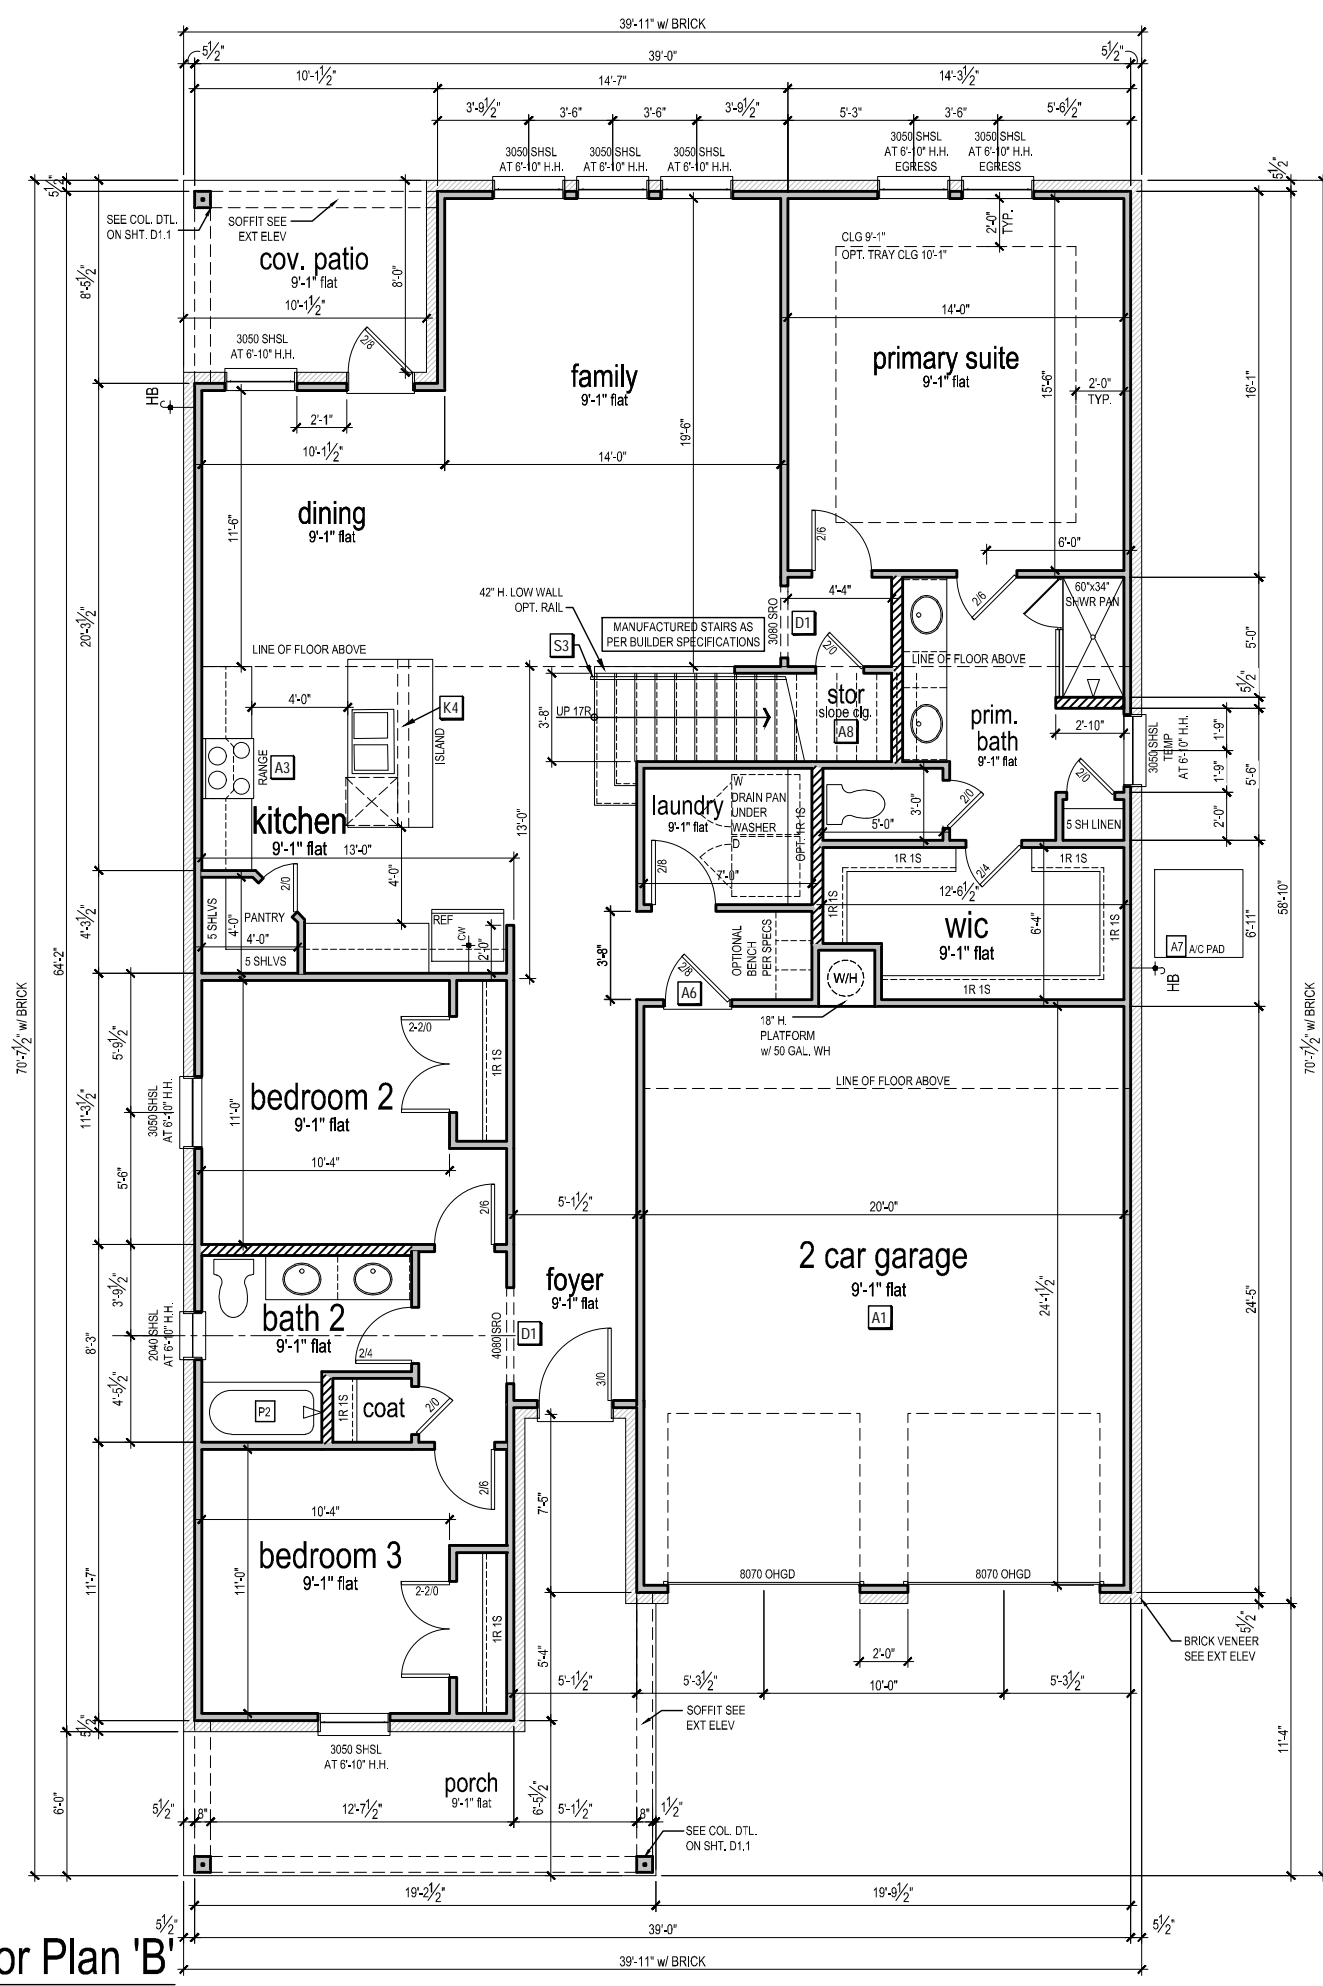 39'-11" w/ BRICK
5½" 39'-0" 5½"
10'-1½" 14'-7" 14'-3½"
3'-9½" 3'-6" 3'-6" 3'-9½" 5'-3" 3'-6" 5'-6½"
3050 SHSL
AT 6'-10" H.H.
3050 SHSL
AT 6'-10" H.H.
3050 SHSL
AT 6'-10" H.H.
3050 SHSL
AT 6'-10" H.H.
EGRESS
3050 SHSL
AT 6'-10" H.H.
EGRESS
5½"
5½"
SEE COL. DTL.
ON SHT. D1.1
SOFFIT SEE
EXT ELEV
cov. patio
9'-1" flat
10'-1½"
8'-0"
8'-5½"
3050 SHSL
AT 6'-10" H.H.
2/8
HB
2'-1"
10'-1½"
14'-0"
family
9'-1" flat
19'-6"
CLG 9'-1"
OPT. TRAY CLG 10'-1"
2'-0"
TYP.
14'-0"
primary suite
9'-1" flat
15'-6"
2'-0"
TYP.
16'-1"
dining
9'-1" flat
11'-6"
20'-3½"
2/6
6'-0"
4'-4"
2/6
60"x34"
SHWR PAN
42" H. LOW WALL
OPT. RAIL
MANUFACTURED STAIRS AS
PER BUILDER SPECIFICATIONS
3080 SRO
D1
S3
2/0
LINE OF FLOOR ABOVE
LINE OF FLOOR ABOVE
5'-0"
5½"
4'-0"
K4
ISLAND
3'-8"
UP 17R
stor
slope clg.
A8
prim.
bath
9'-1" flat
2'-10"
3050 SHSL
TEMP
AT 6'-10" H.H.
1'-9"
1'-9"
2'-0"
5'-6"
RANGE
A3
kitchen
9'-1" flat
13'-0"
13'-0"
4'-0"
laundry
9'-1" flat
W
DRAIN PAN
UNDER
WASHER
D
OPT. 1R 1S
7'-0"
2/8
3'-0"
5'-0"
2/0
2/0
5 SH LINEN
4'-3½"
5 SHLVS
4'-0"
PANTRY
4'-0"
5 SHLVS
2/0
REF
CW
2'-0"
3'-8"
OPTIONAL
BENCH
PER SPECS
2/8
A6
1R 1S
1R 1S
2/4
12'-6½"
1R 1S
wic
9'-1" flat
6'-4"
1R 1S
1R 1S
6'-11"
A7
A/C PAD
HB
W/H
18" H.
PLATFORM
w/ 50 GAL. WH
64'-2"
70'-7½" w/ BRICK
58'-10"
70'-7½" w/ BRICK
5'-9½"
11'-3½"
5'-6"
3050 SHSL
AT 6'-10" H.H.
bedroom 2
9'-1" flat
11'-0"
10'-4"
2-2/0
1R 1S
2/6
LINE OF FLOOR ABOVE
5'-1½"
20'-0"
2 car garage
9'-1" flat
A1
24'-1½"
24'-5"
3'-9½"
8'-3"
4'-5½"
2040 SHSL
AT 6'-10" H.H.
bath 2
9'-1" flat
2/4
P2
1R 1S
coat
2/0
foyer
9'-1" flat
4080 SRO
D1
3/0
11'-7"
2/6
10'-4"
bedroom 3
9'-1" flat
11'-0"
2-2/0
1R 1S
7'-5"
5'-4"
8070 OHGD
8070 OHGD
5½"
BRICK VENEER
SEE EXT ELEV
2'-0"
5'-1½" 5'-3½" 10'-0" 5'-3½"
SOFFIT SEE
EXT ELEV
11'-4"
5½"
3050 SHSL
AT 6'-10" H.H.
porch
9'-1" flat
6'-0"
6'-5½"
5½" 8" 12'-7½" 5'-1½" 8" 1½"
SEE COL. DTL.
ON SHT. D1.1
19'-2½" 19'-9½"
5½" 39'-0" 5½"
39'-11" w/ BRICK
or Plan 'B'